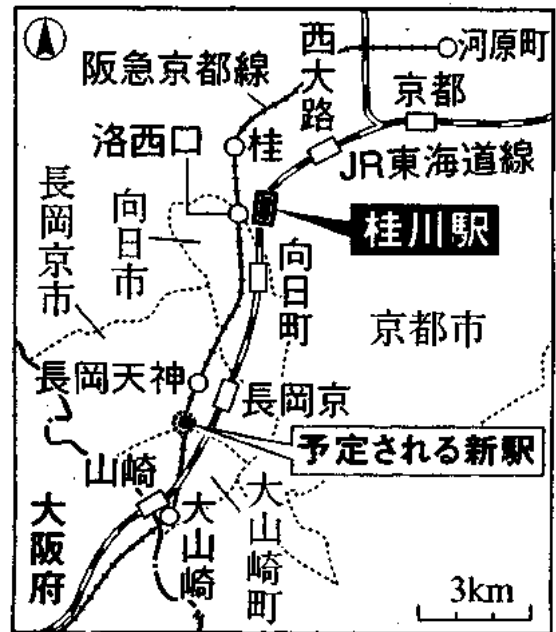 河原町
西大路
阪急京都線
京都
洛西口
桂
JR東海道線
長岡京市
向日市
桂川駅
向日町
京都市
長岡天神
長岡京
予定される新駅
山崎
大山崎
大山崎町
大阪府
3km